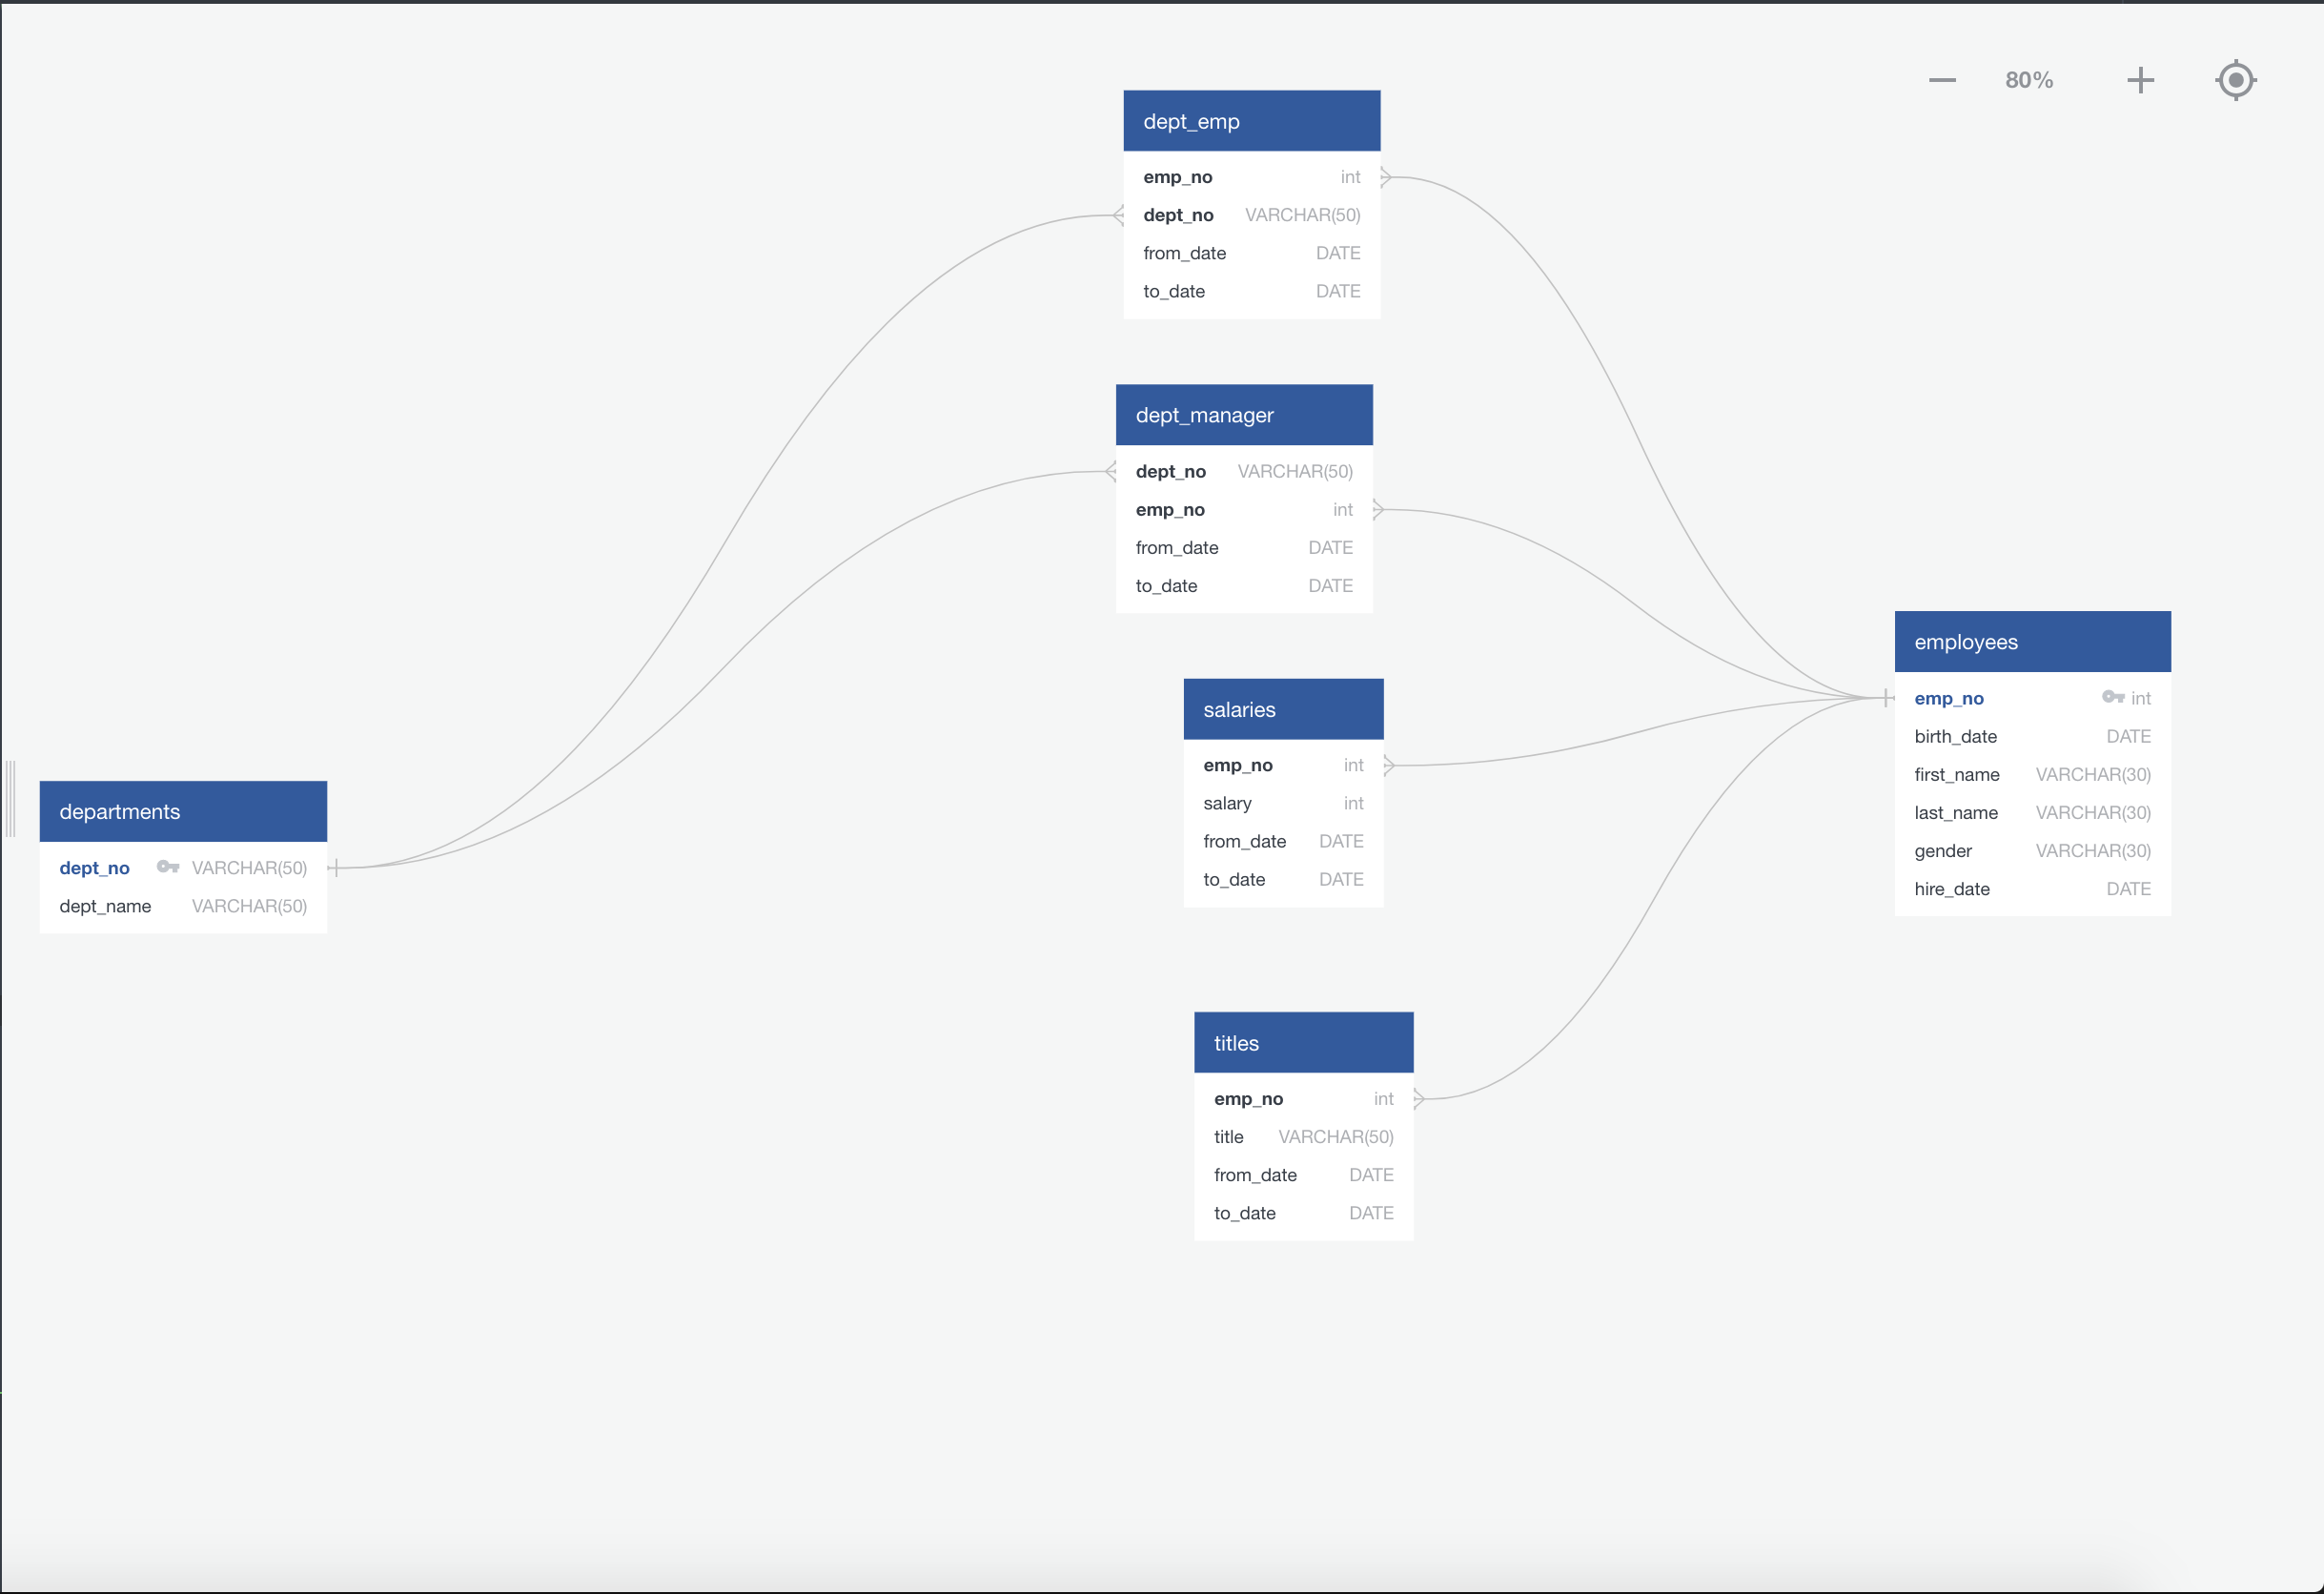 80%
dept_emp
emp_no int
dept_no VARCHAR(50)
from_date DATE
to_date DATE
dept_manager
dept_no VARCHAR(50)
emp_no int
from_date DATE
to_date DATE
salaries
emp_no int
salary int
from_date DATE
to_date DATE
titles
emp_no int
title VARCHAR(50)
from_date DATE
to_date DATE
departments
dept_no VARCHAR(50)
dept_name VARCHAR(50)
employees
emp_no int
birth_date DATE
first_name VARCHAR(30)
last_name VARCHAR(30)
gender VARCHAR(30)
hire_date DATE